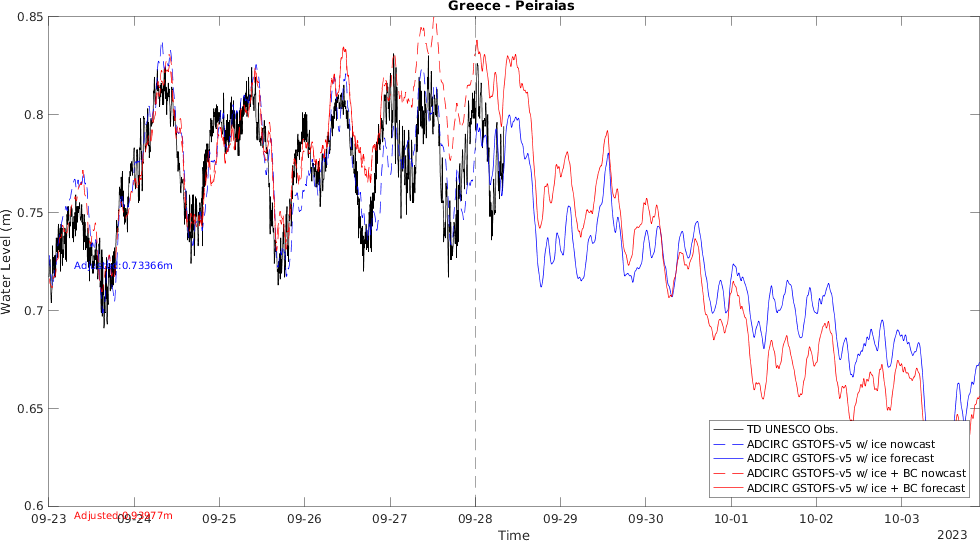 Greece - Peiraias
0.85
0.8
0.75
0.7
0.65
0.6
Water Level (m)
Adjusted:0.73366m
Adjusted:0.93977m
TD UNESCO Obs.
ADCIRC GSTOFS-v5 w/ ice nowcast
ADCIRC GSTOFS-v5 w/ ice forecast
ADCIRC GSTOFS-v5 w/ ice + BC nowcast
ADCIRC GSTOFS-v5 w/ ice + BC forecast
09-23 09-24 09-25 09-26 09-27 09-28 09-29 09-30 10-01 10-02 10-03
Time
2023